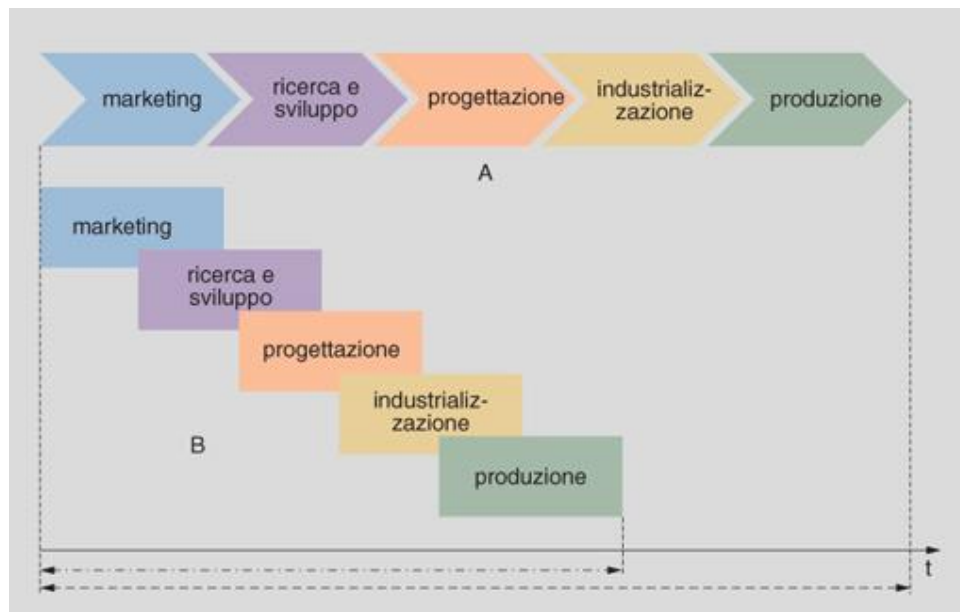 marketing
ricerca e
sviluppo
progettazione
industrializ-
zazione
produzione
A
marketing
ricerca e
sviluppo
progettazione
industrializ-
zazione
B
produzione
t